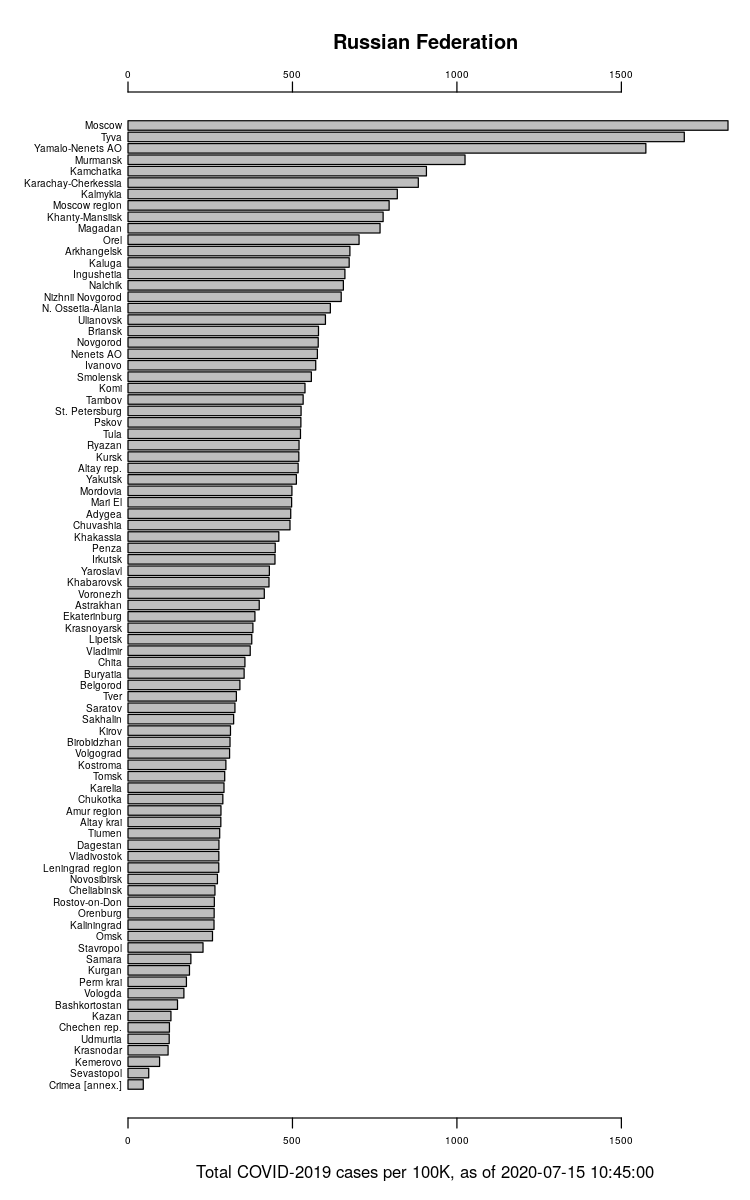 Russian Federation
0 500 1000 1500
Moscow
Tyva
Yamalo-Nenets AO
Murmansk
Kamchatka
Karachay-Cherkessia
Kalmykia
Moscow region
Khanty-Mansiisk
Magadan
Orel
Arkhangelsk
Kaluga
Ingushetia
Nalchik
Nizhnii Novgorod
N. Ossetia-Alania
Ulianovsk
Briansk
Novgorod
Nenets AO
Ivanovo
Smolensk
Komi
Tambov
St. Petersburg
Pskov
Tula
Ryazan
Kursk
Altay rep.
Yakutsk
Mordovia
Mari El
Adygea
Chuvashia
Khakassia
Penza
Irkutsk
Yaroslavl
Khabarovsk
Voronezh
Astrakhan
Ekaterinburg
Krasnoyarsk
Lipetsk
Vladimir
Chita
Buryatia
Belgorod
Tver
Saratov
Sakhalin
Kirov
Birobidzhan
Volgograd
Kostroma
Tomsk
Karelia
Chukotka
Amur region
Altay krai
Tiumen
Dagestan
Vladivostok
Leningrad region
Novosibirsk
Cheliabinsk
Rostov-on-Don
Orenburg
Kaliningrad
Omsk
Stavropol
Samara
Kurgan
Perm krai
Vologda
Bashkortostan
Kazan
Chechen rep.
Udmurtia
Krasnodar
Kemerovo
Sevastopol
Crimea [annex.]
0 500 1000 1500
Total COVID-2019 cases per 100K, as of 2020-07-15 10:45:00